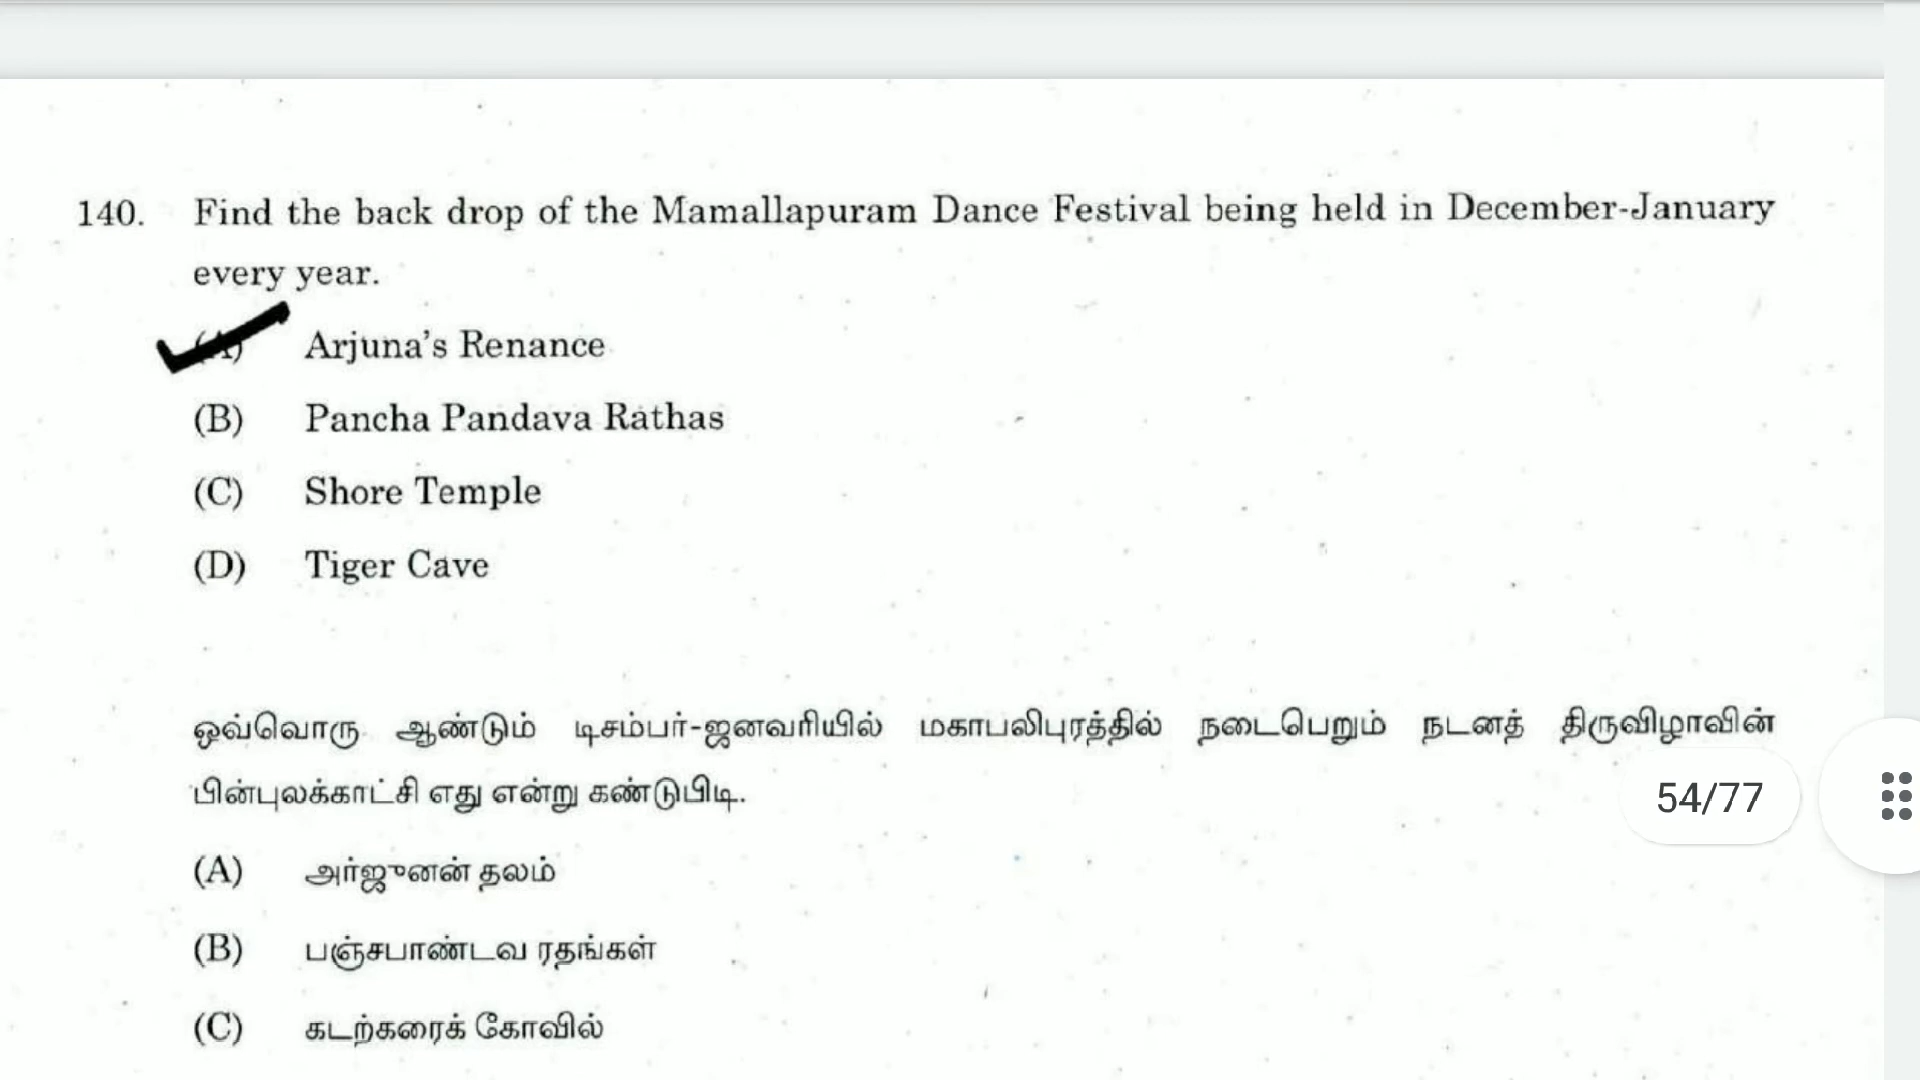 140. Find the back drop of the Mamallapuram Dance Festival being held in December-January
every year.
(A) Arjuna's Renance
(B) Pancha Pandava Rathas
(C) Shore Temple
(D) Tiger Cave
ஒவ்வொரு ஆண்டும் டிசம்பர்-ஜனவரியில் மகாபலிபுரத்தில் நடைபெறும் நடனத் திருவிழாவின்
பின்புலக்காட்சி எது என்று கண்டுபிடி.
54/77
(A) அர்ஜுனன் தலம்
(B) பஞ்சபாண்டவ ரதங்கள்
(C) கடற்கரைக் கோவில்